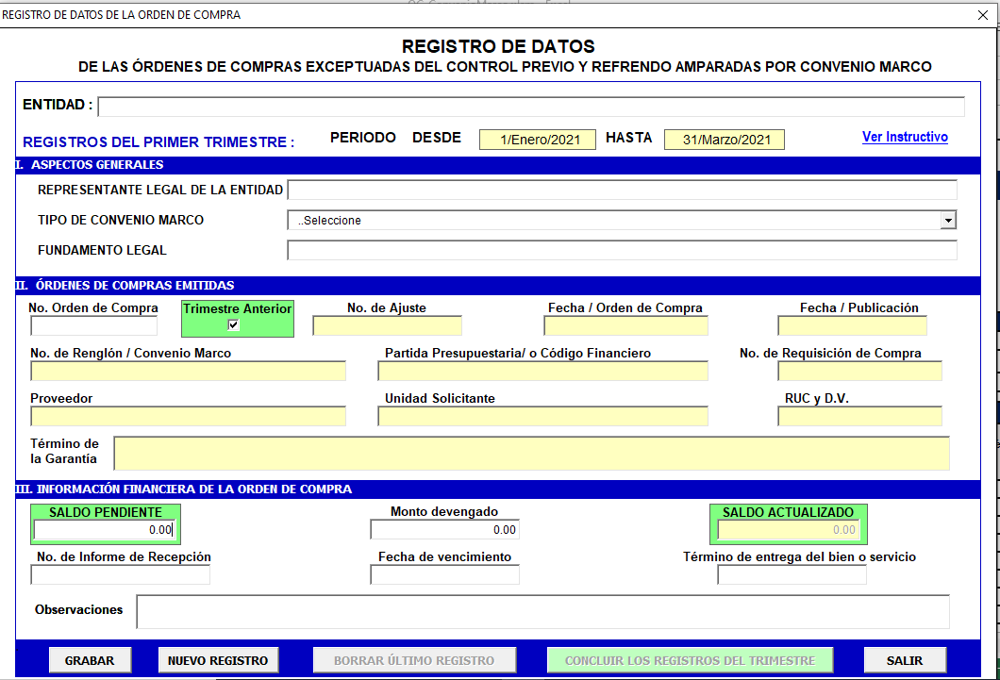 REGISTRO DE DATOS DE LA ORDEN DE COMPRA
REGISTRO DE DATOS
DE LAS ÓRDENES DE COMPRAS EXCEPTUADAS DEL CONTROL PREVIO Y REFRENDO AMPARADAS POR CONVENIO MARCO
ENTIDAD :
REGISTROS DEL PRIMER TRIMESTRE : PERIODO DESDE 1/Enero/2021 HASTA 31/Marzo/2021 Ver Instructivo
I. ASPECTOS GENERALES
REPRESENTANTE LEGAL DE LA ENTIDAD
TIPO DE CONVENIO MARCO ..Seleccione
FUNDAMENTO LEGAL
II. ÓRDENES DE COMPRAS EMITIDAS
No. Orden de Compra Trimestre Anterior No. de Ajuste Fecha / Orden de Compra Fecha / Publicación
No. de Renglón / Convenio Marco Partida Presupuestaria/ o Código Financiero No. de Requisición de Compra
Proveedor Unidad Solicitante RUC y D.V.
Término de
la Garantía
III. INFORMACIÓN FINANCIERA DE LA ORDEN DE COMPRA
SALDO PENDIENTE Monto devengado SALDO ACTUALIZADO
0.00 0.00 0.00
No. de Informe de Recepción Fecha de vencimiento Término de entrega del bien o servicio
Observaciones
GRABAR NUEVO REGISTRO BORRAR ÚLTIMO REGISTRO CONCLUIR LOS REGISTROS DEL TRIMESTRE SALIR